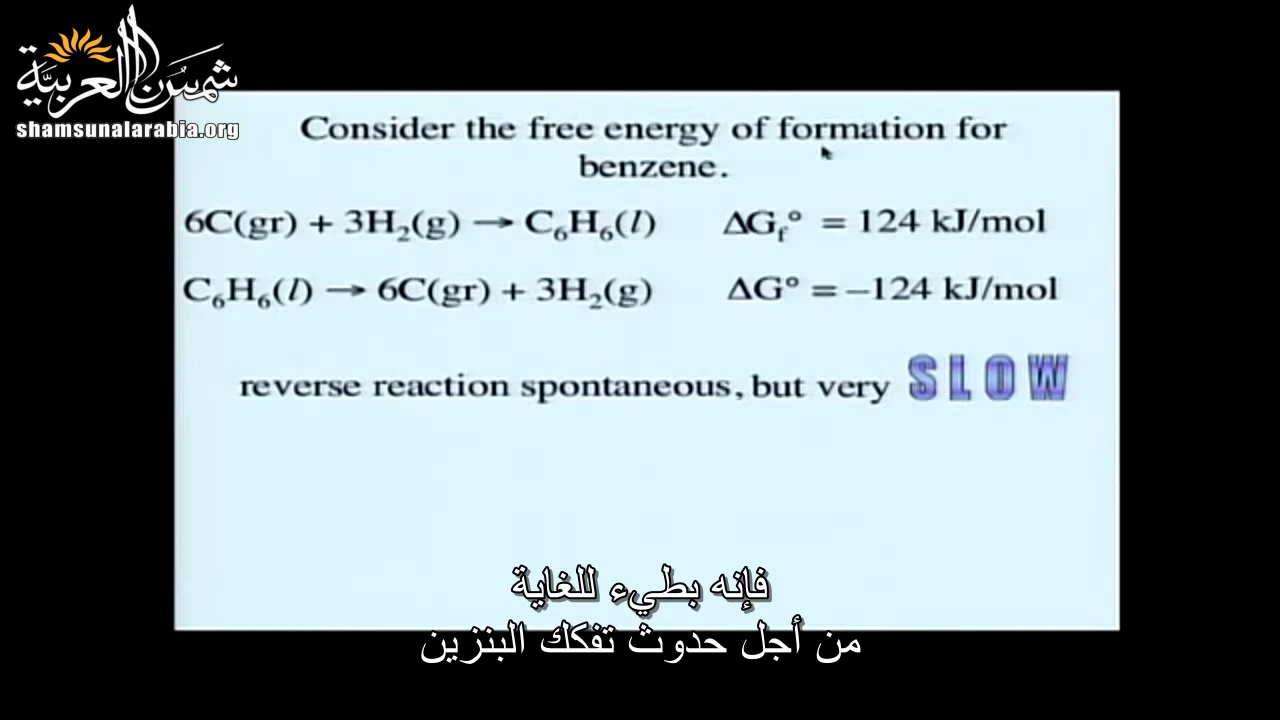 شمس العربية
shamsunalarabia.org
Consider the free energy of formation for
benzene.
6C(gr) + 3H₂(g) → C₆H₆(l) ΔG_f° = 124 kJ/mol
C₆H₆(l) → 6C(gr) + 3H₂(g) ΔG° = –124 kJ/mol
reverse reaction spontaneous, but very SLOW
فإنه بطيء للغاية
من أجل حدوث تفكك البنزين